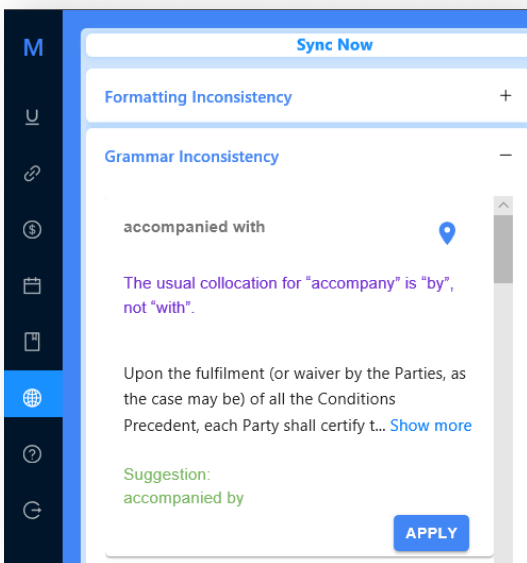 M
Sync Now
Formatting Inconsistency
Grammar Inconsistency
accompanied with
The usual collocation for “accompany” is “by”,
not “with”.
Upon the fulfilment (or waiver by the Parties, as
the case may be) of all the Conditions
Precedent, each Party shall certify t... Show more
Suggestion:
accompanied by
APPLY